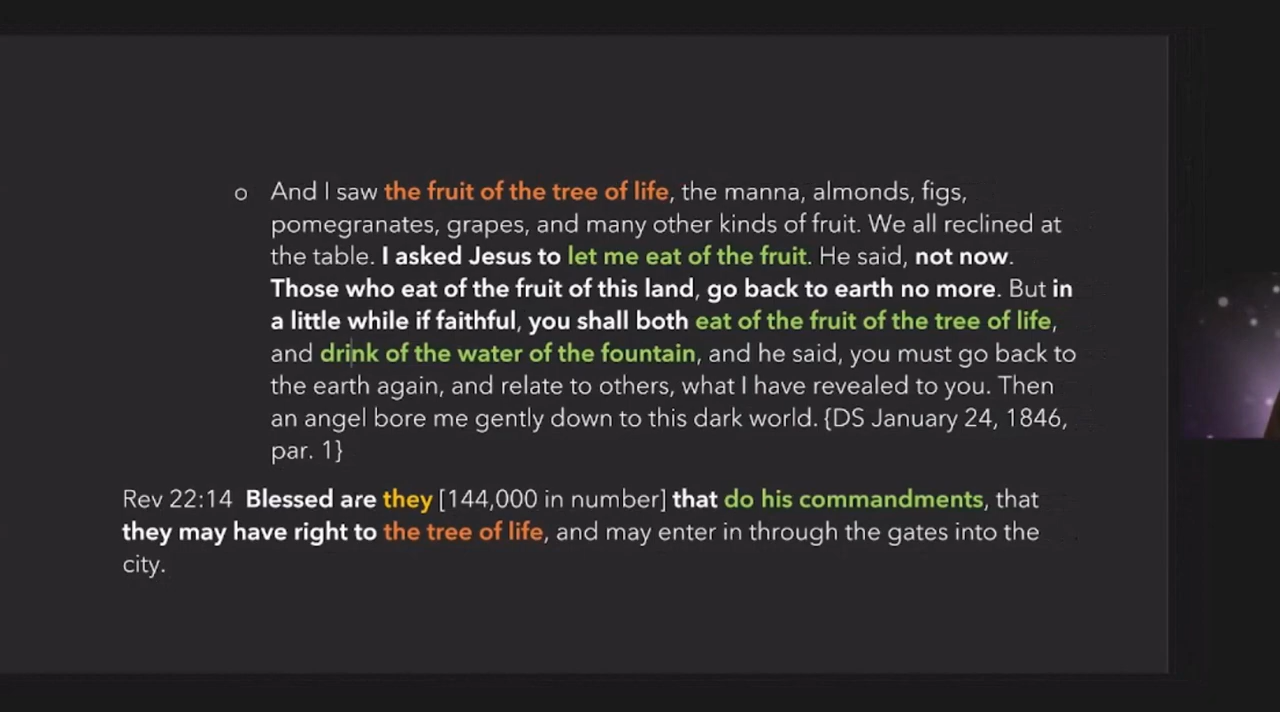 o And I saw the fruit of the tree of life, the manna, almonds, figs,
pomegranates, grapes, and many other kinds of fruit. We all reclined at
the table. I asked Jesus to let me eat of the fruit. He said, not now.
Those who eat of the fruit of this land, go back to earth no more. But in
a little while if faithful, you shall both eat of the fruit of the tree of life,
and drink of the water of the fountain, and he said, you must go back to
the earth again, and relate to others, what I have revealed to you. Then
an angel bore me gently down to this dark world. {DS January 24, 1846,
par. 1}
Rev 22:14 Blessed are they [144,000 in number] that do his commandments, that
they may have right to the tree of life, and may enter in through the gates into the
city.